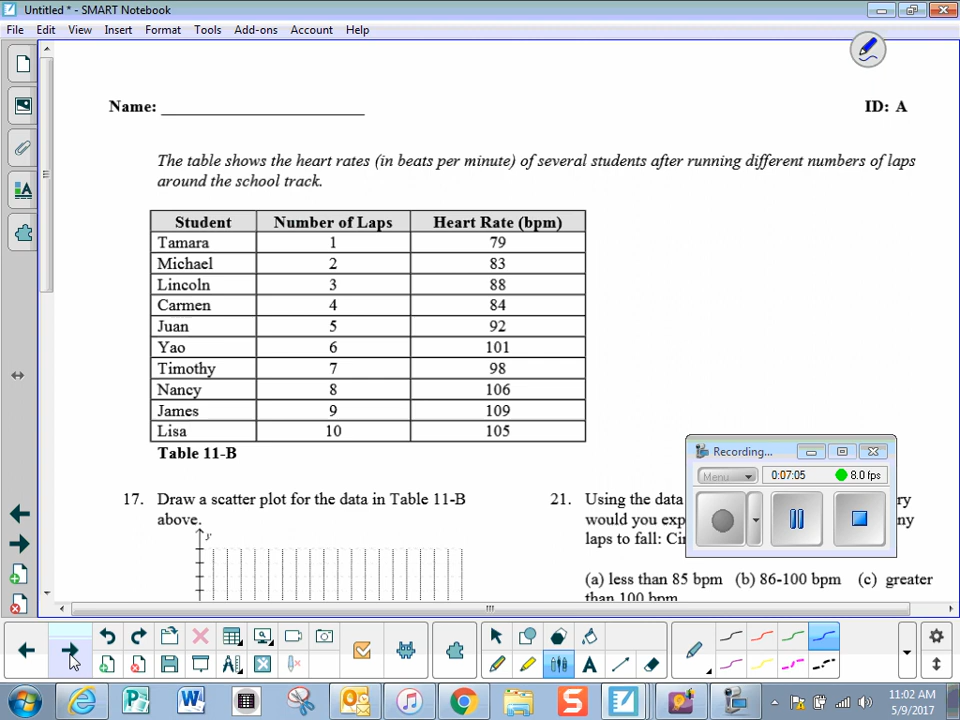 Untitled * - SMART Notebook
File Edit View Insert Format Tools Add-ons Account Help
Name: ID: A
The table shows the heart rates (in beats per minute) of several students after running different numbers of laps
around the school track.
Student Number of Laps Heart Rate (bpm)
Tamara 1 79
Michael 2 83
Lincoln 3 88
Carmen 4 84
Juan 5 92
Yao 6 101
Timothy 7 98
Nancy 8 106
James 9 109
Lisa 10 105
Table 11-B
Recording...
Menu 0:07:05 8.0 fps
17. Draw a scatter plot for the data in Table 11-B
above.
y
21. Using the data
would you
laps to fall:
(a) less than 85 bpm (b) 86-100 bpm (c) greater
than 100 bpm
11:02 AM
5/9/2017